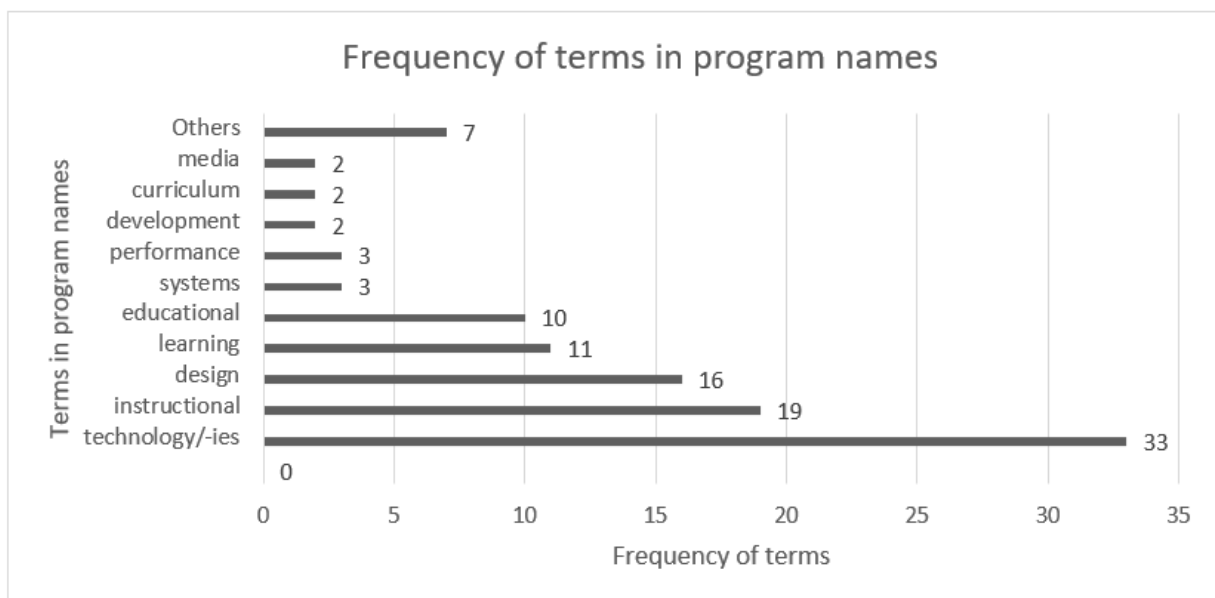 Frequency of terms in program names
Terms in program names
Others 7
media 2
curriculum 2
development 2
performance 3
systems 3
educational 10
learning 11
design 16
instructional 19
technology/-ies 33
0
0 5 10 15 20 25 30 35
Frequency of terms